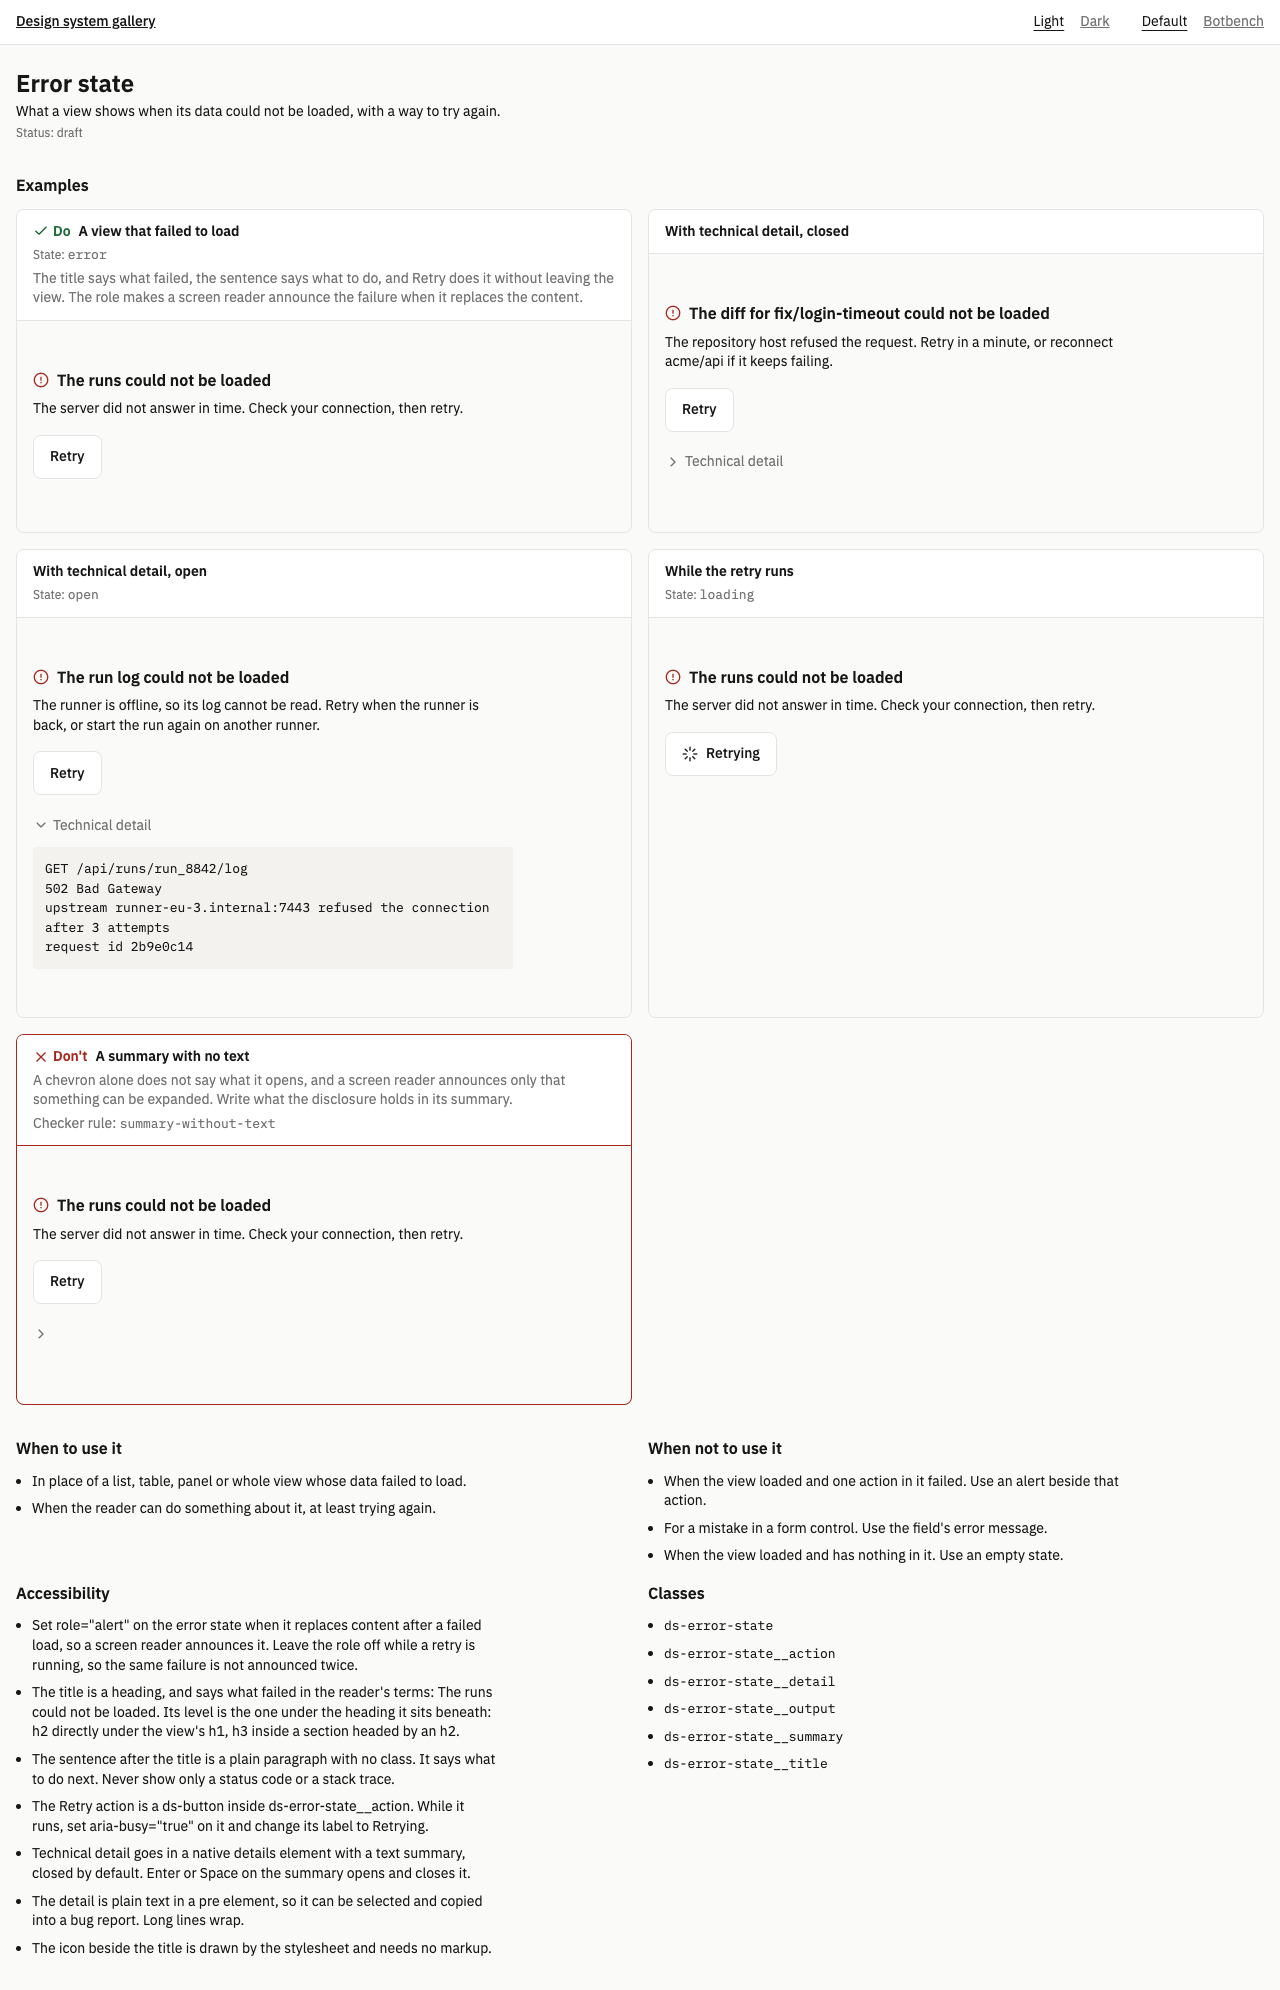 Design system gallery
Light Dark Default Botbench
Error state
What a view shows when its data could not be loaded, with a way to try again.
Status: draft
Examples
Do A view that failed to load
State: error
The title says what failed, the sentence says what to do, and Retry does it without leaving the
view. The role makes a screen reader announce the failure when it replaces the content.
The runs could not be loaded
The server did not answer in time. Check your connection, then retry.
Retry
With technical detail, closed
The diff for fix/login-timeout could not be loaded
The repository host refused the request. Retry in a minute, or reconnect
acme/api if it keeps failing.
Retry
Technical detail
With technical detail, open
State: open
The run log could not be loaded
The runner is offline, so its log cannot be read. Retry when the runner is
back, or start the run again on another runner.
Retry
Technical detail
GET /api/runs/run_8842/log
502 Bad Gateway
upstream runner-eu-3.internal:7443 refused the connection
after 3 attempts
request id 2b9e0c14
While the retry runs
State: loading
The runs could not be loaded
The server did not answer in time. Check your connection, then retry.
Retrying
Don't A summary with no text
A chevron alone does not say what it opens, and a screen reader announces only that
something can be expanded. Write what the disclosure holds in its summary.
Checker rule: summary-without-text
The runs could not be loaded
The server did not answer in time. Check your connection, then retry.
Retry
When to use it
In place of a list, table, panel or whole view whose data failed to load.
When the reader can do something about it, at least trying again.
When not to use it
When the view loaded and one action in it failed. Use an alert beside that
action.
For a mistake in a form control. Use the field's error message.
When the view loaded and has nothing in it. Use an empty state.
Accessibility
Set role="alert" on the error state when it replaces content after a failed
load, so a screen reader announces it. Leave the role off while a retry is
running, so the same failure is not announced twice.
The title is a heading, and says what failed in the reader's terms: The runs
could not be loaded. Its level is the one under the heading it sits beneath:
h2 directly under the view's h1, h3 inside a section headed by an h2.
The sentence after the title is a plain paragraph with no class. It says what
to do next. Never show only a status code or a stack trace.
The Retry action is a ds-button inside ds-error-state__action. While it
runs, set aria-busy="true" on it and change its label to Retrying.
Technical detail goes in a native details element with a text summary,
closed by default. Enter or Space on the summary opens and closes it.
The detail is plain text in a pre element, so it can be selected and copied
into a bug report. Long lines wrap.
The icon beside the title is drawn by the stylesheet and needs no markup.
Classes
ds-error-state
ds-error-state__action
ds-error-state__detail
ds-error-state__output
ds-error-state__summary
ds-error-state__title